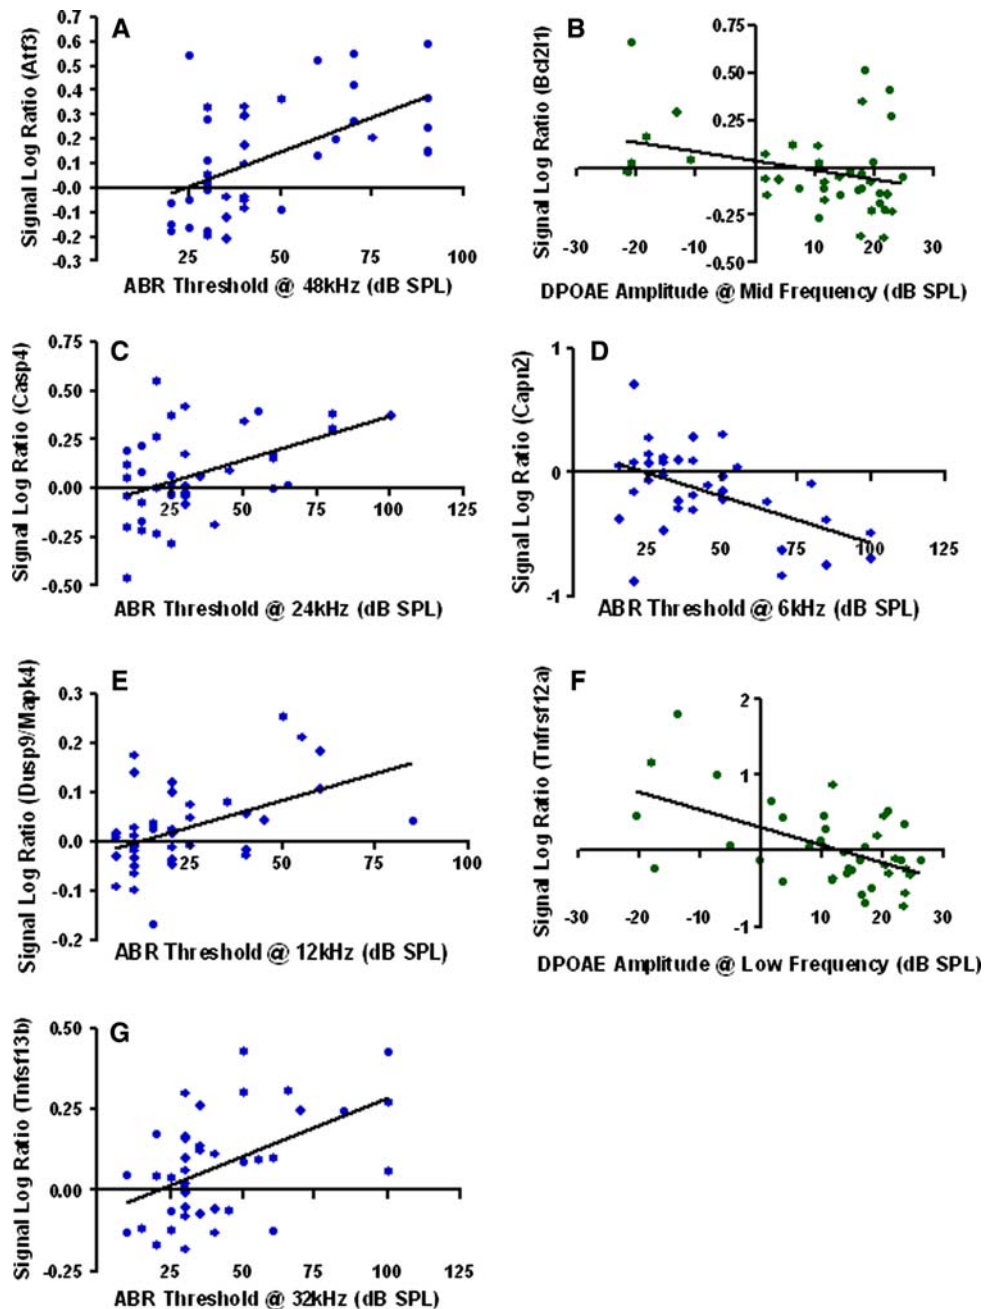 A
Signal Log Ratio (Atf3)
0.7
0.6
0.5
0.4
0.3
0.2
0.1
-0.0
-0.1
-0.2
-0.3
25 50 75 100
ABR Threshold @ 48kHz (dB SPL)
B
Signal Log Ratio (Bcl2l1)
0.75
0.50
0.25
-0.25
-0.50
-30 -20 -10 10 20 30
DPOAE Amplitude @ Mid Frequency (dB SPL)
C
Signal Log Ratio (Casp4)
0.75
0.50
0.25
0.00
-0.25
-0.50
25 50 75 100 125
ABR Threshold @ 24kHz (dB SPL)
D
Signal Log Ratio (Capn2)
1
0
-1
25 50 75 100 125
ABR Threshold @ 6kHz (dB SPL)
E
Signal Log Ratio (Dusp9/Mapk4)
0.3
0.2
0.1
0.0
-0.1
-0.2
25 50 75 100
ABR Threshold @ 12kHz (dB SPL)
F
Signal Log Ratio (Tnfrsf12a)
2
1
-1
-30 -20 -10 10 20 30
DPOAE Amplitude @ Low Frequency (dB SPL)
G
Signal Log Ratio (Tnfsf13b)
0.50
0.25
0.00
-0.25
25 50 75 100 125
ABR Threshold @ 32kHz (dB SPL)